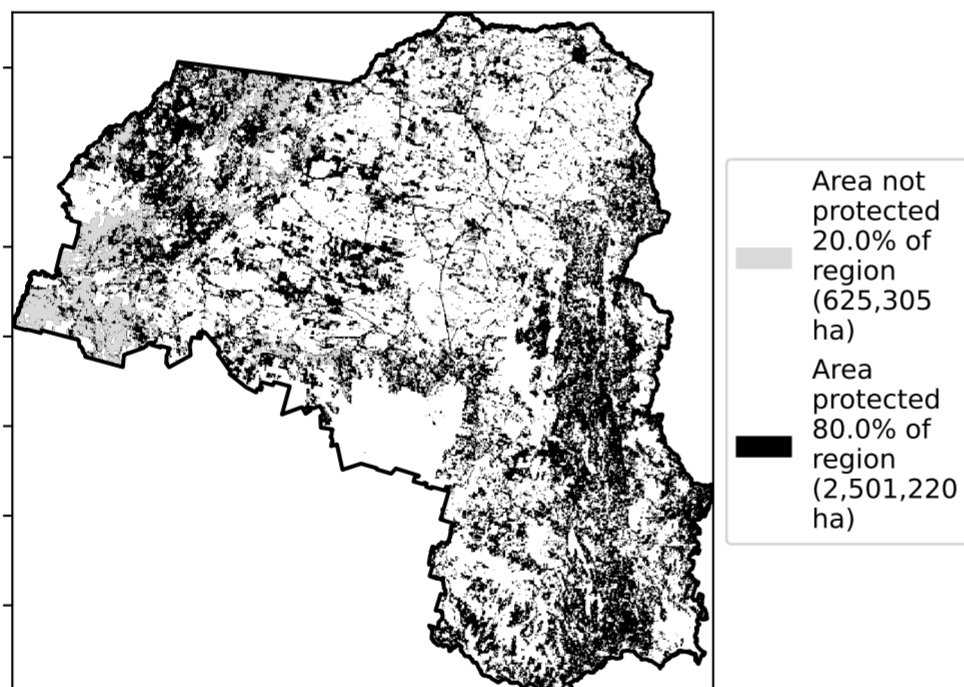 Area not
protected
20.0% of
region
(625,305
ha)
Area
protected
80.0% of
region
(2,501,220
ha)